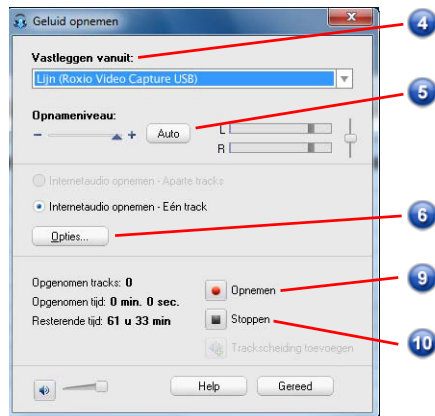 Geluid opnemen
4
Vastleggen vanuit:
Lijn (Roxio Video Capture USB)
5
Opnameniveau:
Auto
L
R
Internetaudio opnemen - Aparte tracks
Internetaudio opnemen - Eén track
6
Opties...
Opgenomen tracks: 0
Opnemen
9
Opgenomen tijd: 0 min. 0 sec.
Resterende tijd: 61 u 33 min
Stoppen
10
Trackscheiding toevoegen
Help
Gereed